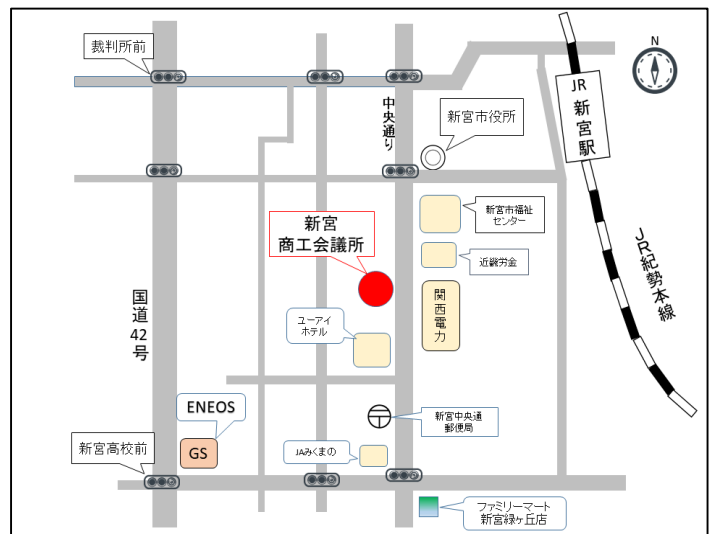 裁判所前
N
JR
新宮駅
中央通り
新宮市役所
新宮市福祉
センター
新宮
商工会議所
近畿労金
JR紀勢本線
国道42号
関西電力
ユーアイ
ホテル
ENEOS
新宮中央通
郵便局
新宮高校前
GS
JAみくまの
ファミリーマート
新宮緑ヶ丘店